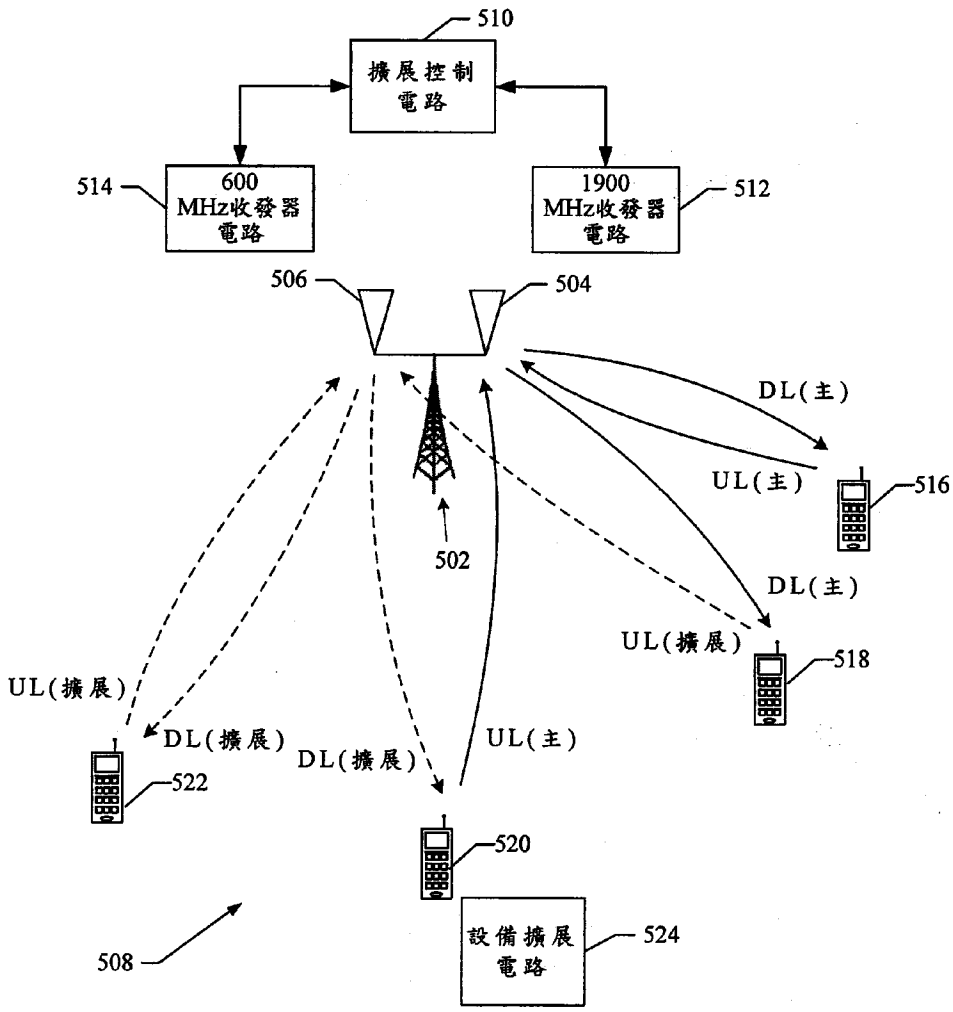 510
擴展控制
電路
600
MHz收發器
電路
514
1900
MHz收發器
電路
512
506
504
DL(主)
UL(主)
516
502
DL(主)
UL(擴展)
518
UL(擴展)
DL(擴展)
DL(擴展)
UL(主)
522
520
設備擴展
電路
524
508